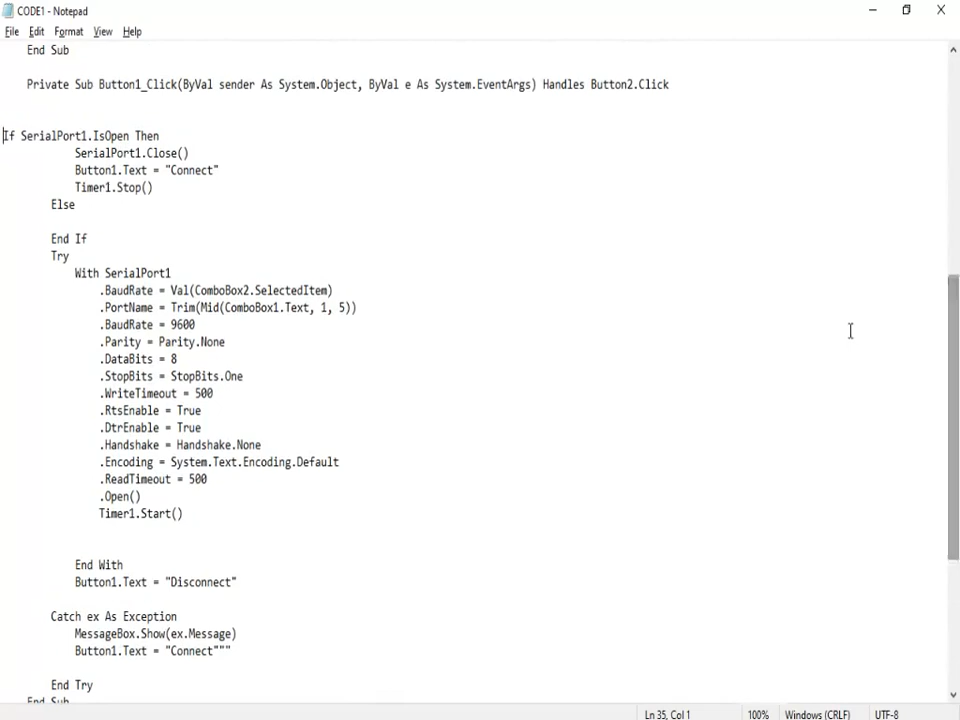 CODE1 - Notepad
File Edit Format View Help
End Sub
Private Sub Button1_Click(ByVal sender As System.Object, ByVal e As System.EventArgs) Handles Button2.Click
If SerialPort1.IsOpen Then
SerialPort1.Close()
Button1.Text = "Connect"
Timer1.Stop()
Else
End If
Try
With SerialPort1
.BaudRate = Val(ComboBox2.SelectedItem)
.PortName = Trim(Mid(ComboBox1.Text, 1, 5))
.BaudRate = 9600
.Parity = Parity.None
.DataBits = 8
.StopBits = StopBits.One
.WriteTimeout = 500
.RtsEnable = True
.DtrEnable = True
.Handshake = Handshake.None
.Encoding = System.Text.Encoding.Default
.ReadTimeout = 500
.Open()
Timer1.Start()
End With
Button1.Text = "Disconnect"
Catch ex As Exception
MessageBox.Show(ex.Message)
Button1.Text = "Connect"""
End Try
End Sub
Ln 35, Col 1 100% Windows (CRLF) UTF-8